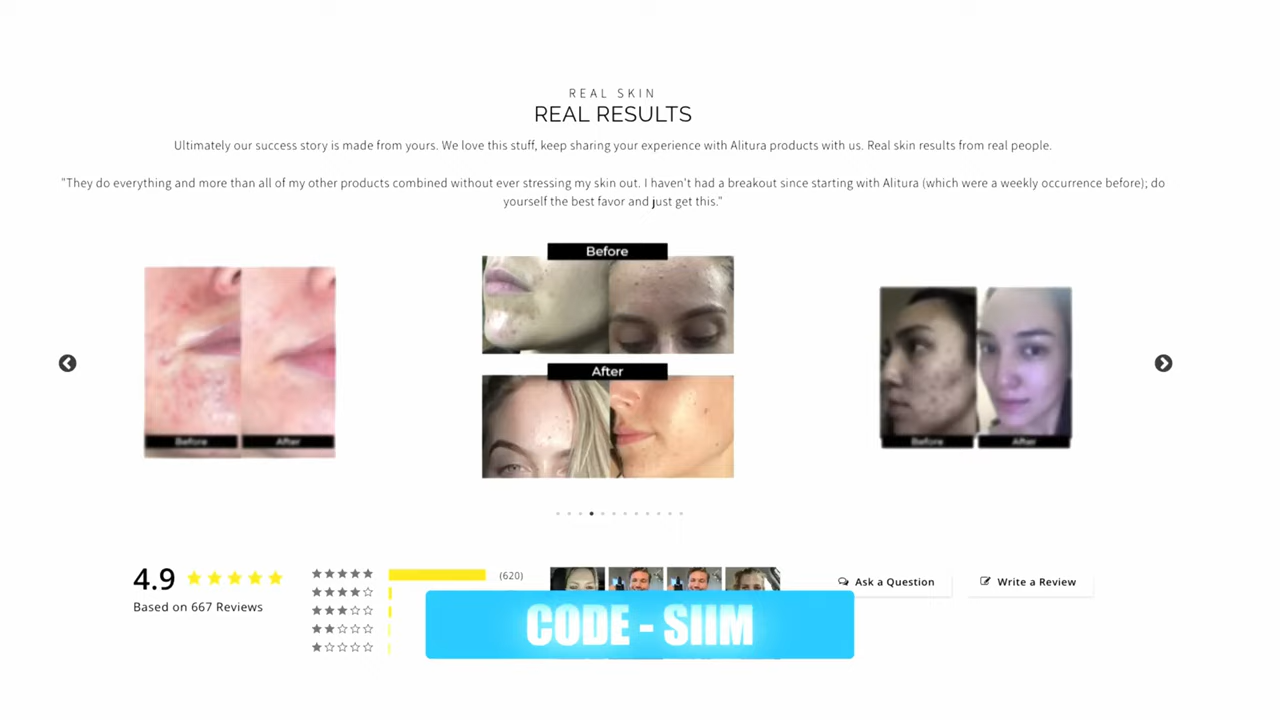 REAL SKIN
REAL RESULTS
Ultimately our success story is made from yours. We love this stuff, keep sharing your experience with Alitura products with us. Real skin results from real people.
"They do everything and more than all of my other products combined without ever stressing my skin out. I haven't had a breakout since starting with Alitura (which were a weekly occurrence before); do
yourself the best favor and just get this."
Before
After
Before After
Before After
4.9
Based on 667 Reviews
(620)
Ask a Question
Write a Review
CODE - SIIM